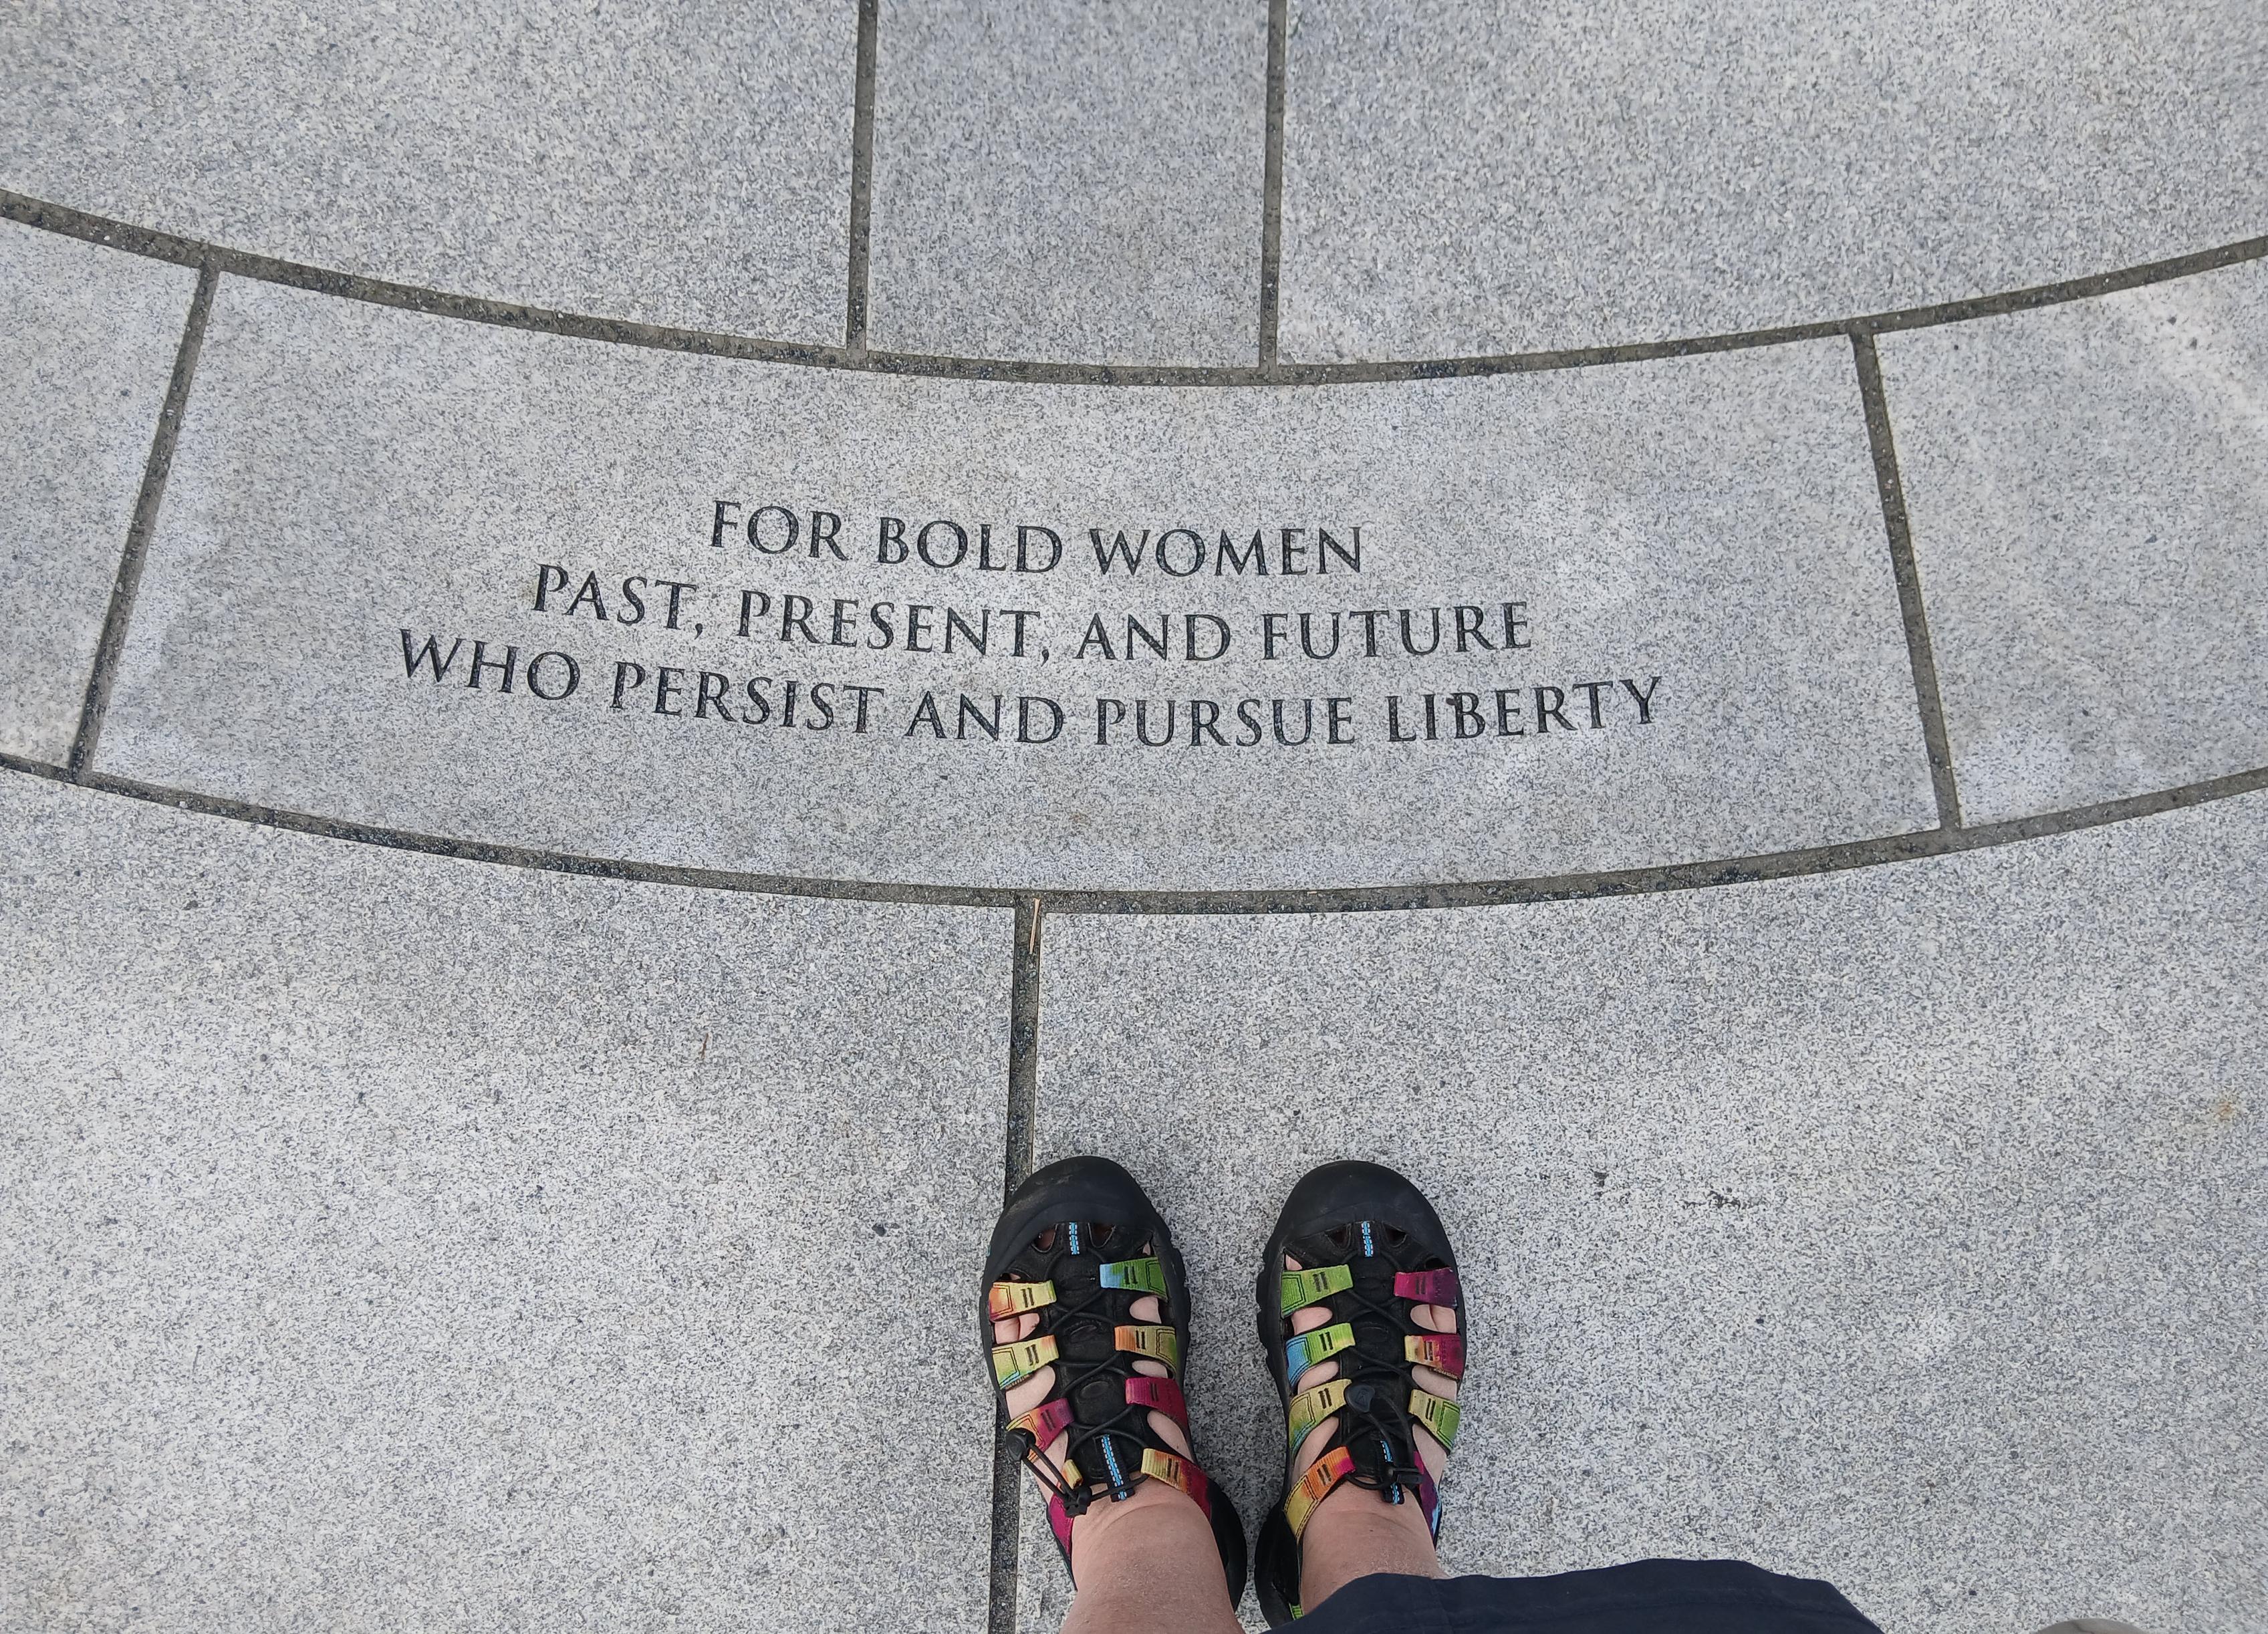 FOR BOLD WOMEN
PAST, PRESENT, AND FUTURE
WHO PERSIST AND PURSUE LIBERTY